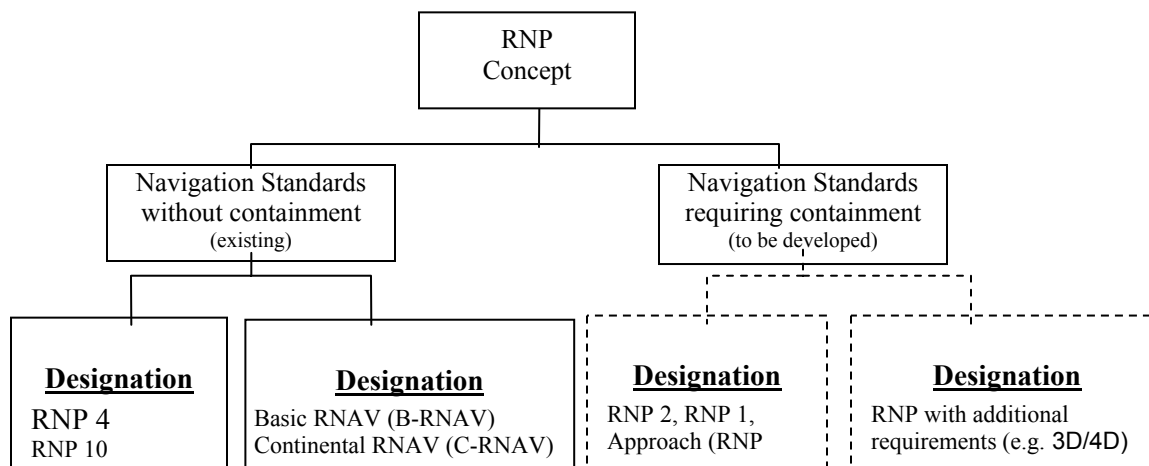 RNP
Concept
Navigation Standards
without containment
(existing)
Navigation Standards
requiring containment
(to be developed)
Designation
RNP 4
RNP 10
Designation
Basic RNAV (B-RNAV)
Continental RNAV (C-RNAV)
Designation
RNP 2, RNP 1,
Approach (RNP
Designation
RNP with additional
requirements (e.g. 3D/4D)